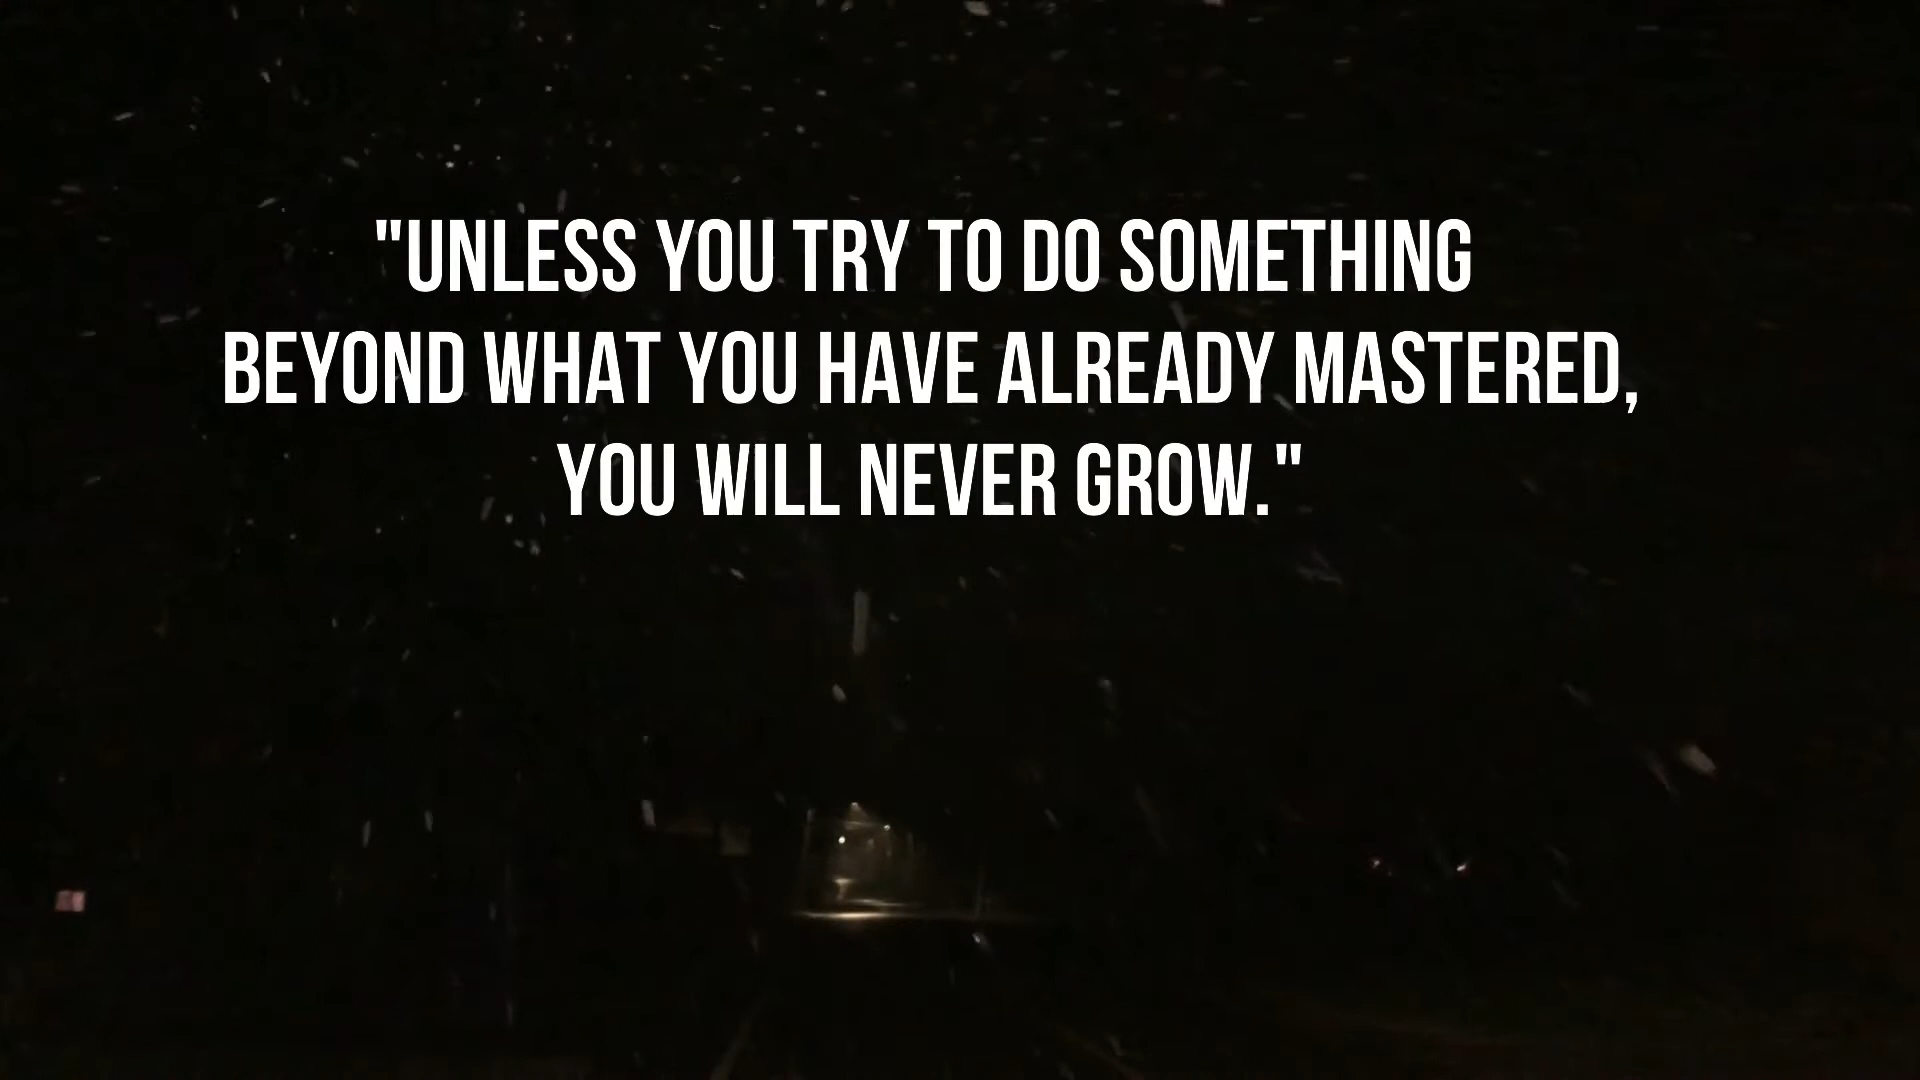 "UNLESS YOU TRY TO DO SOMETHING
BEYOND WHAT YOU HAVE ALREADY MASTERED,
YOU WILL NEVER GROW."